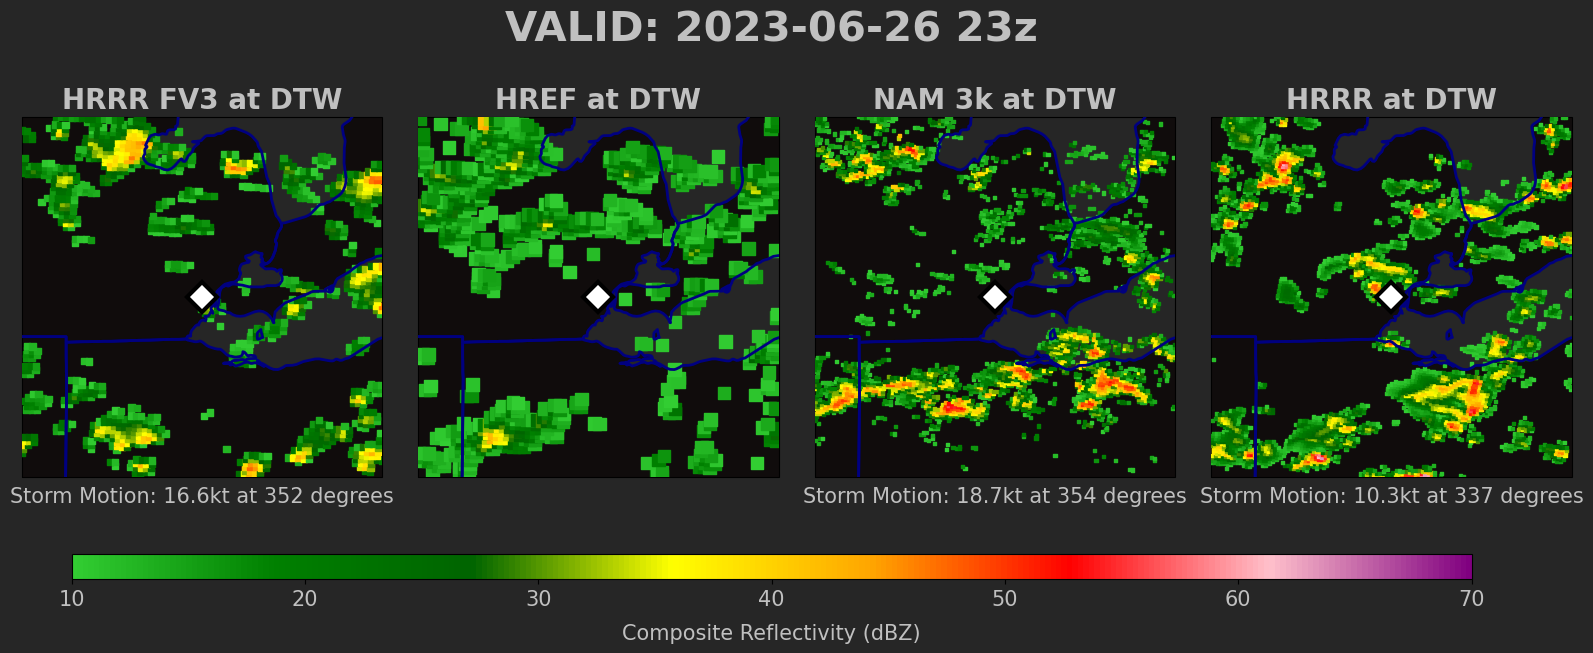 VALID: 2023-06-26 23z
HRRR FV3 at DTW
HREF at DTW
NAM 3k at DTW
HRRR at DTW
Storm Motion: 16.6kt at 352 degrees
Storm Motion: 18.7kt at 354 degrees
Storm Motion: 10.3kt at 337 degrees
10 20 30 40 50 60 70
Composite Reflectivity (dBZ)